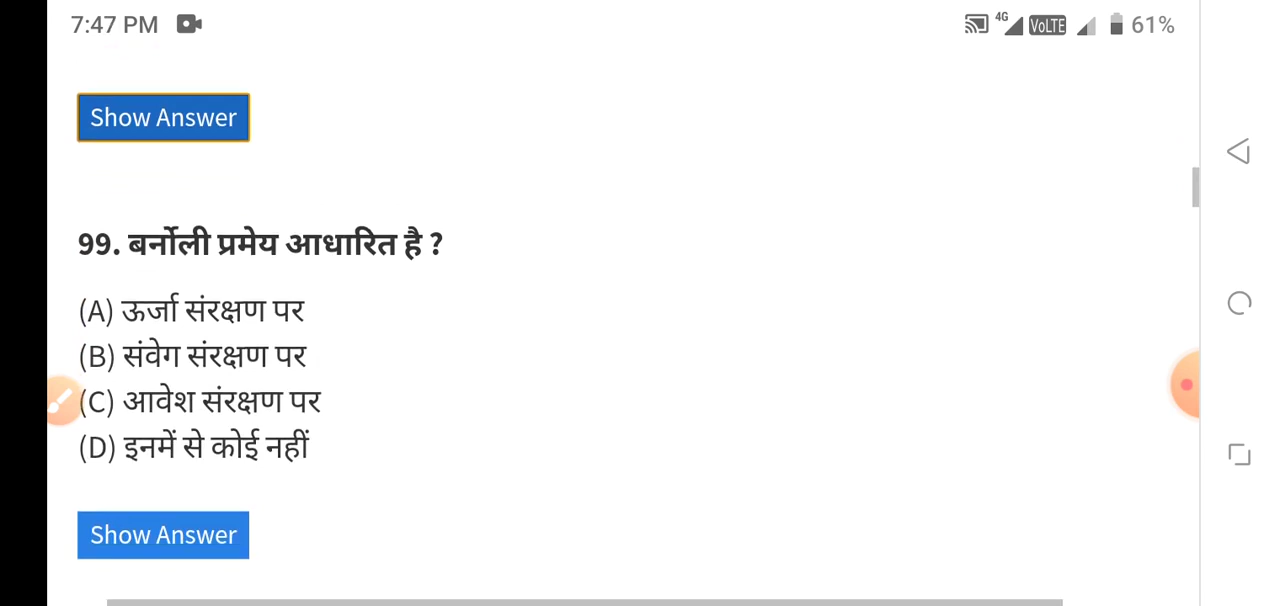 7:47 PM 4G VoLTE 61%
Show Answer
99. बर्नोली प्रमेय आधारित है ?
(A) ऊर्जा संरक्षण पर
(B) संवेग संरक्षण पर
(C) आवेश संरक्षण पर
(D) इनमें से कोई नहीं
Show Answer